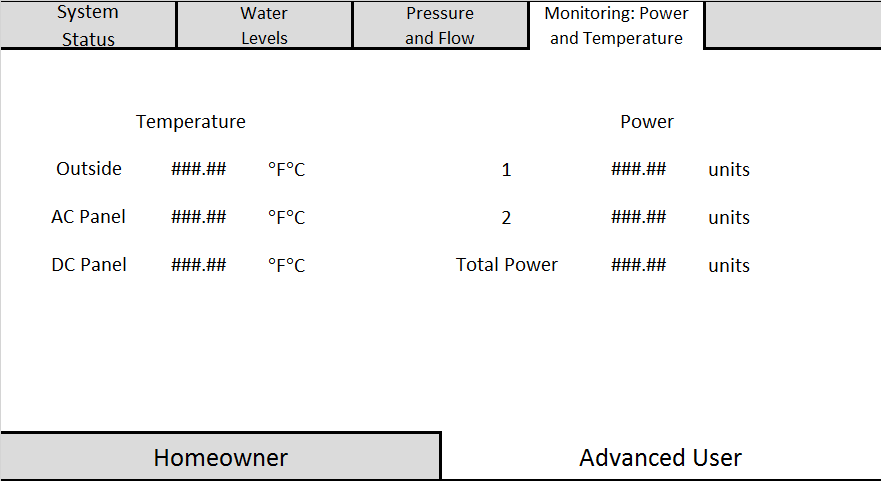 System
Status
Water
Levels
Pressure
and Flow
Monitoring: Power
and Temperature
Temperature
Power
Outside ###.## °F°C
1 ###.## units
AC Panel ###.## °F°C
2 ###.## units
DC Panel ###.## °F°C
Total Power ###.## units
Homeowner
Advanced User